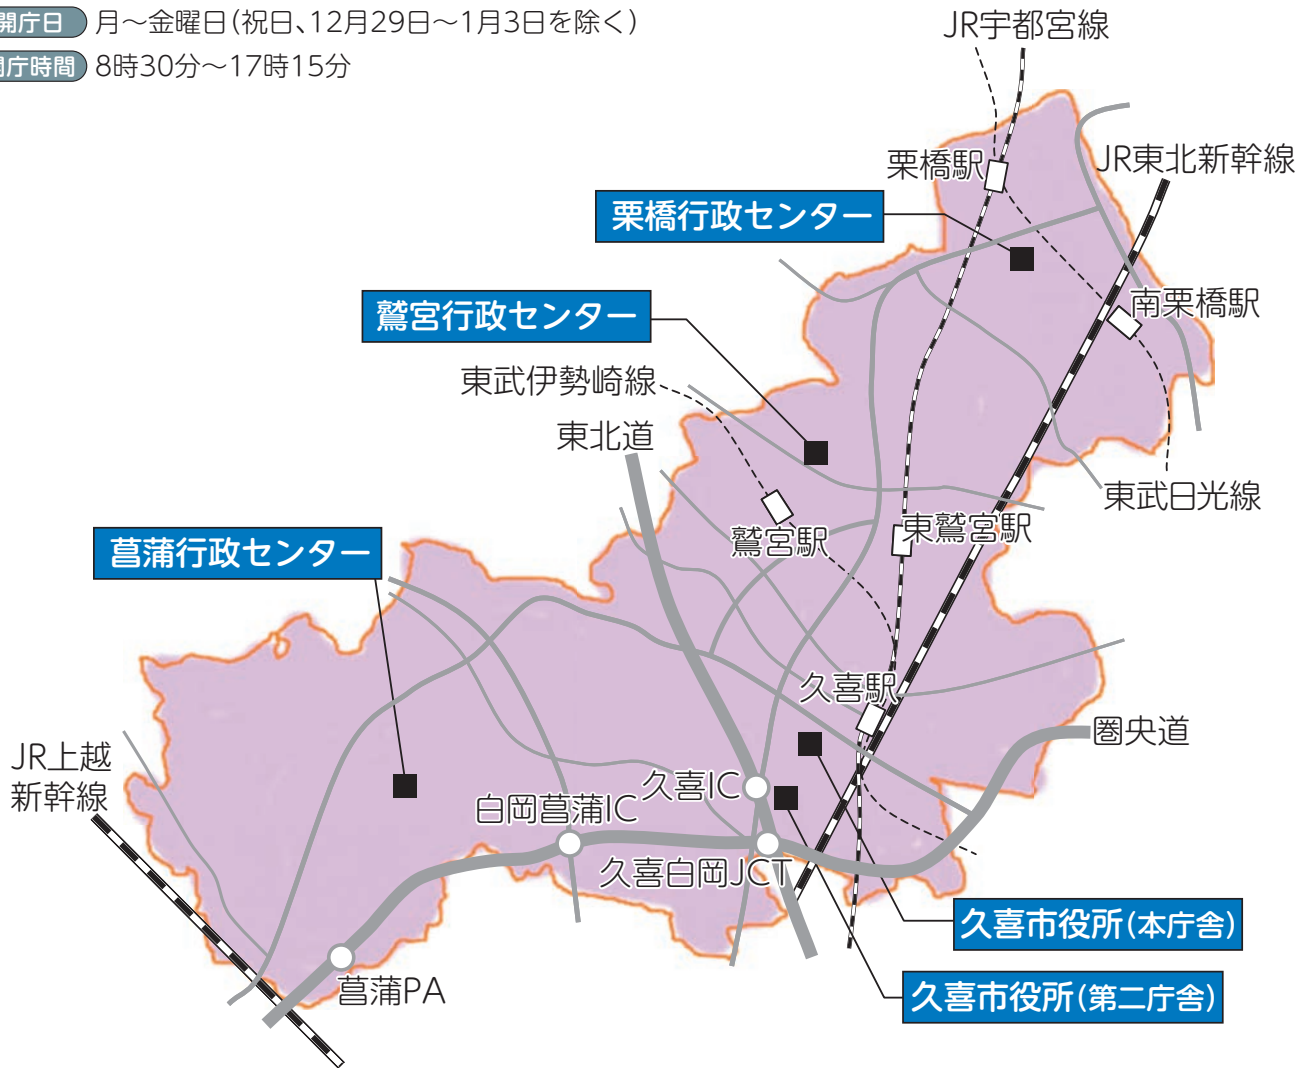 開庁日 月～金曜日(祝日、12月29日～1月3日を除く)
開庁時間 8時30分～17時15分
JR宇都宮線
栗橋駅
JR東北新幹線
栗橋行政センター
南栗橋駅
鷲宮行政センター
東武伊勢崎線
東北道
東武日光線
鷲宮駅
東鷲宮駅
菖蒲行政センター
久喜駅
圏央道
JR上越
新幹線
久喜IC
白岡菖蒲IC
久喜白岡JCT
久喜市役所(本庁舎)
菖蒲PA
久喜市役所(第二庁舎)